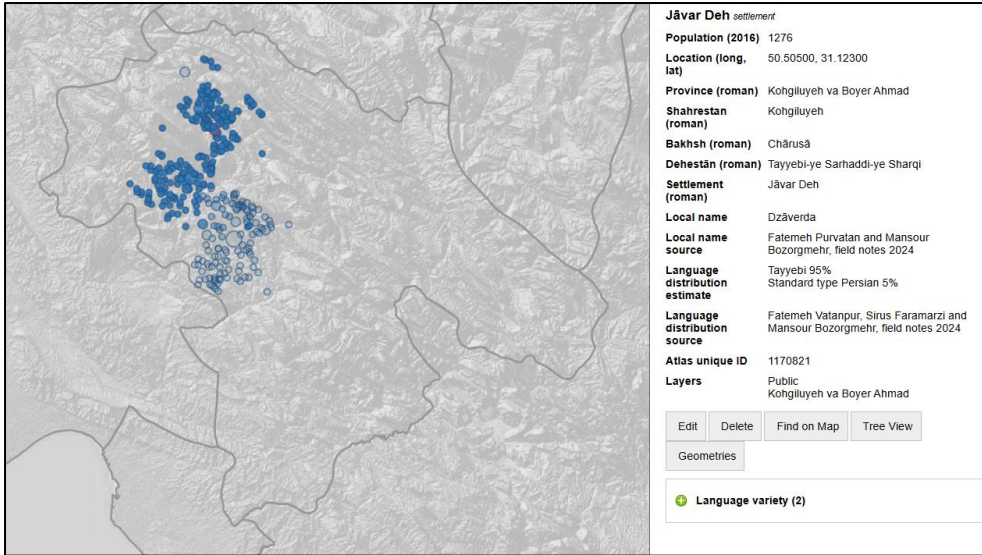 Jāvar Deh settlement
Population (2016) 1276
Location (long, lat) 50.50500, 31.12300
Province (roman) Kohgiluyeh va Boyer Ahmad
Shahrestan (roman) Kohgiluyeh
Bakhsh (roman) Chārusā
Dehestān (roman) Tayyebi-ye Sarhaddi-ye Sharqi
Settlement (roman) Jāvar Deh
Local name Dzāverda
Local name source Fatemeh Purvatan and Mansour Bozorgmehr, field notes 2024
Language distribution estimate Tayyebi 95%
Standard type Persian 5%
Language distribution source Fatemeh Vatanpur, Sirus Faramarzi and Mansour Bozorgmehr, field notes 2024
Atlas unique ID 1170821
Layers Public
Kohgiluyeh va Boyer Ahmad
Edit Delete Find on Map Tree View
Geometries
Language variety (2)